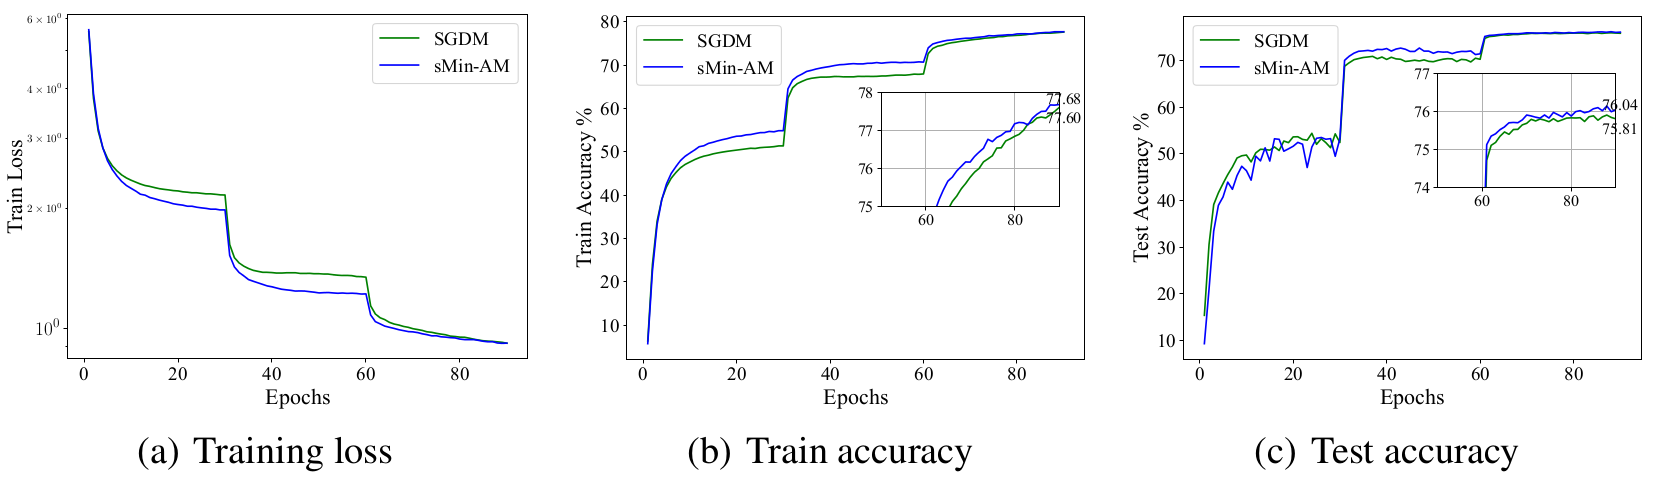 6 × 10⁰
4 × 10⁰
3 × 10⁰
2 × 10⁰
10⁰
Train Loss
SGDM
sMin-AM
0 20 40 60 80
Epochs
(a) Training loss
80
70
60
50
40
30
20
10
Train Accuracy %
SGDM
sMin-AM
78
77
76
75
60 80
77.68
77.60
0 20 40 60 80
Epochs
(b) Train accuracy
70
60
50
40
30
20
10
Test Accuracy %
SGDM
sMin-AM
77
76
75
74
60 80
76.04
75.81
0 20 40 60 80
Epochs
(c) Test accuracy